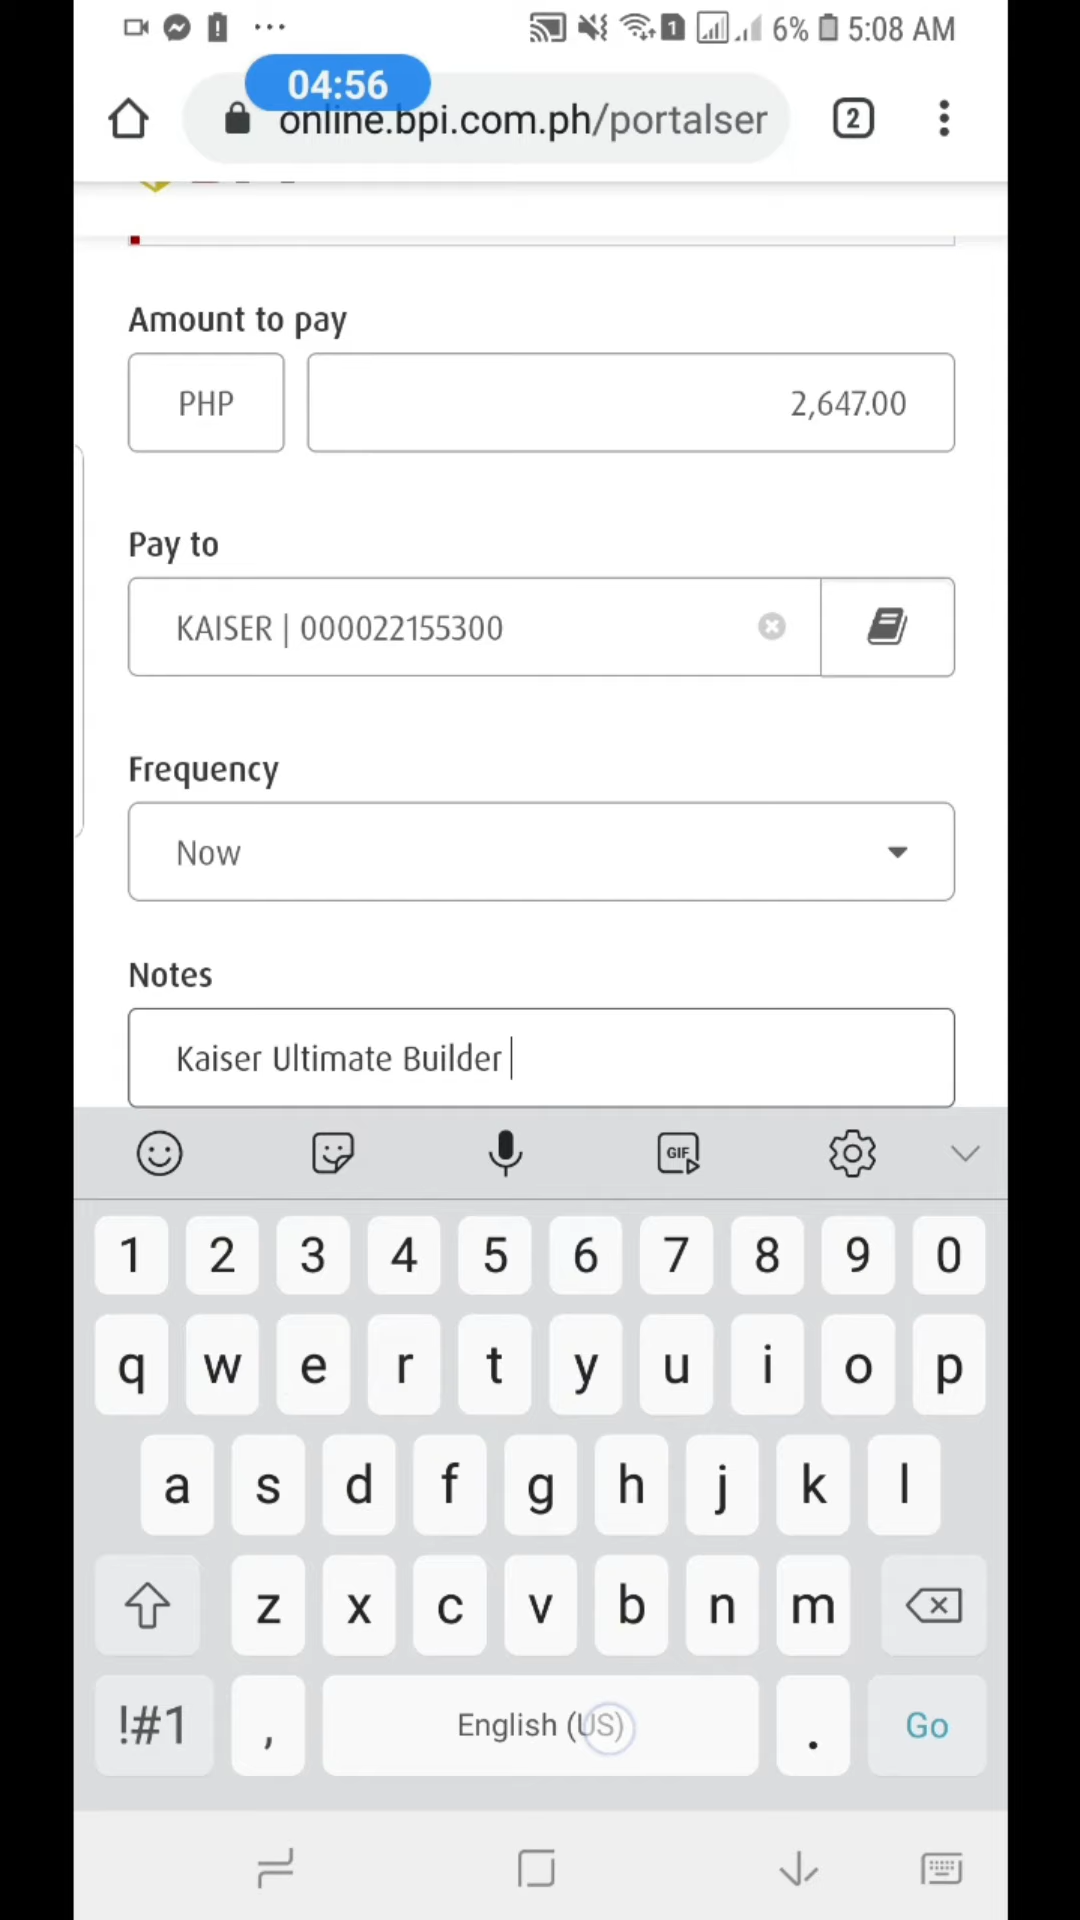 1 6% 5:08 AM
04:56
online.bpi.com.ph/portalser
2
Amount to pay
PHP
2,647.00
Pay to
KAISER | 000022155300
Frequency
Now
Notes
Kaiser Ultimate Builder
GIF
1 2 3 4 5 6 7 8 9 0
q w e r t y u i o p
a s d f g h j k l
z x c v b n m
!#1 , English (US) . Go